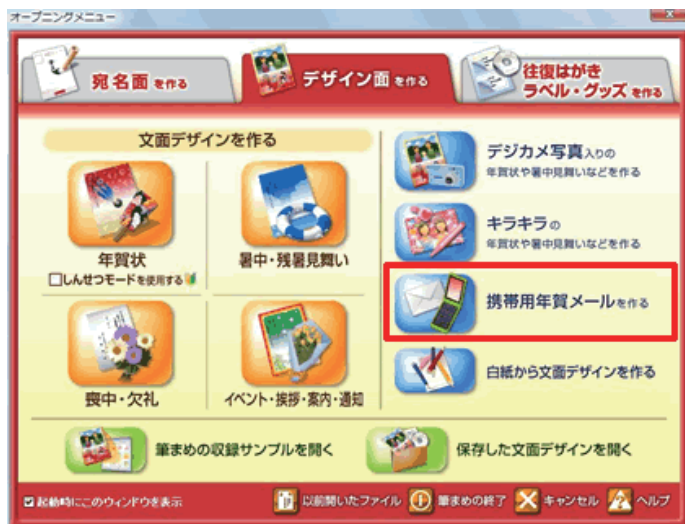 オープニングメニュー
宛名面 を作る
デザイン面 を作る
往復はがき
ラベル・グッズ を作る
文面デザインを作る
年賀状
しんせつモードを使用する
暑中・残暑見舞い
喪中・欠礼
イベント・挨拶・案内・通知
デジカメ写真入りの
年賀状や暑中見舞いなどを作る
キラキラの
年賀状や暑中見舞いなどを作る
携帯用年賀メールを作る
白紙から文面デザインを作る
筆まめの収録サンプルを開く
保存した文面デザインを開く
起動時にこのウィンドウを表示
以前開いたファイル
筆まめの終了
キャンセル
ヘルプ